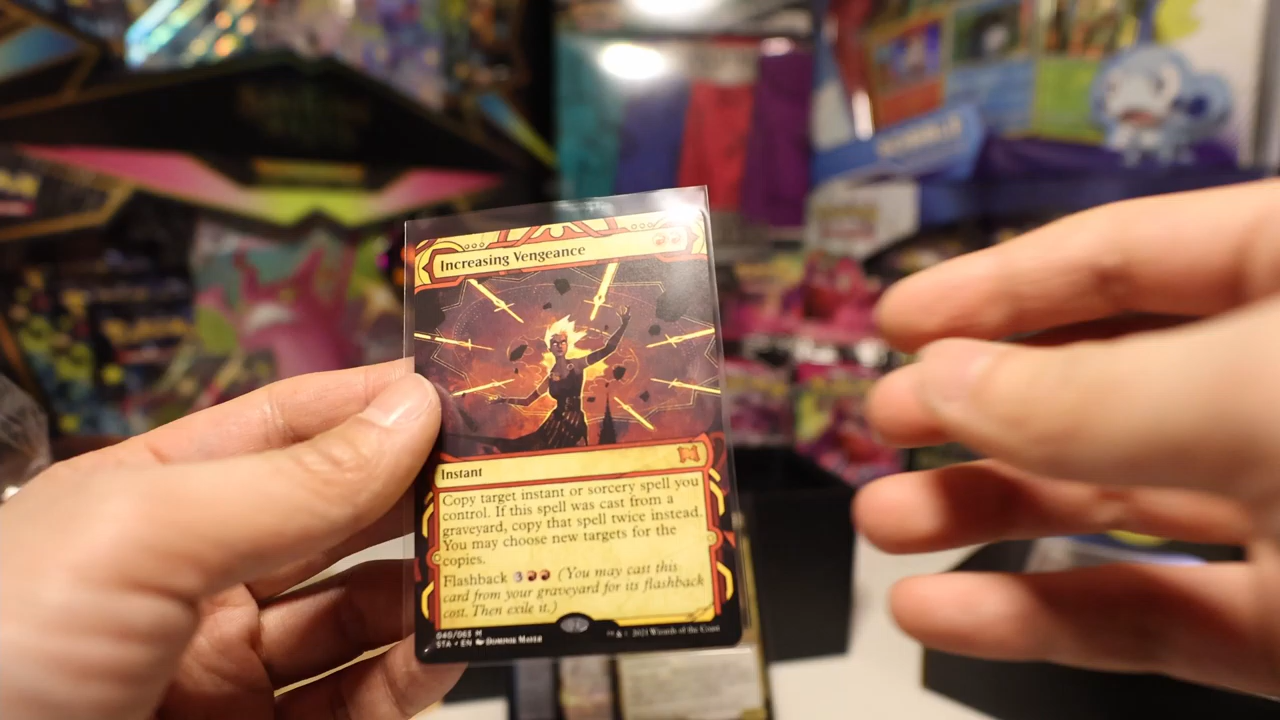 Increasing Vengeance
Instant
Copy target instant or sorcery spell you
control. If this spell was cast from a
graveyard, copy that spell twice instead.
You may choose new targets for the
copies.
Flashback 3 (You may cast this
card from your graveyard for its flashback
cost. Then exile it.)
040/063 M
STA • EN Dominik Mayer
2021 Wizards of the Coast